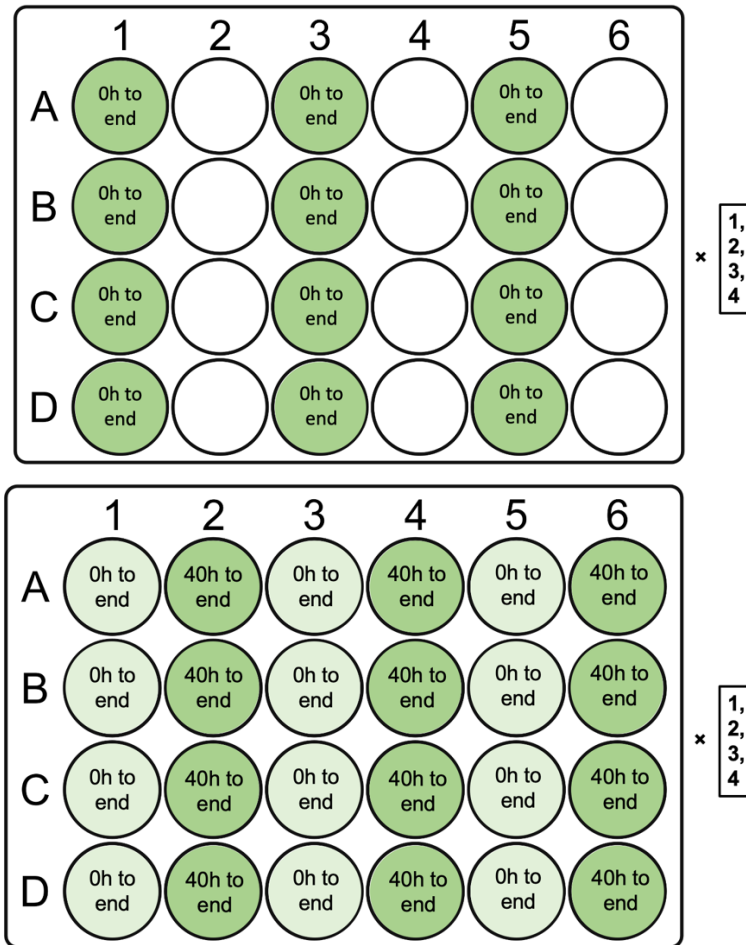 1 2 3 4 5 6
A 0h to end 0h to end 0h to end
B 0h to end 0h to end 0h to end
C 0h to end 0h to end 0h to end
D 0h to end 0h to end 0h to end
×
1,
2,
3,
4
1 2 3 4 5 6
A 0h to end 40h to end 0h to end 40h to end 0h to end 40h to end
B 0h to end 40h to end 0h to end 40h to end 0h to end 40h to end
C 0h to end 40h to end 0h to end 40h to end 0h to end 40h to end
D 0h to end 40h to end 0h to end 40h to end 0h to end 40h to end
×
1,
2,
3,
4